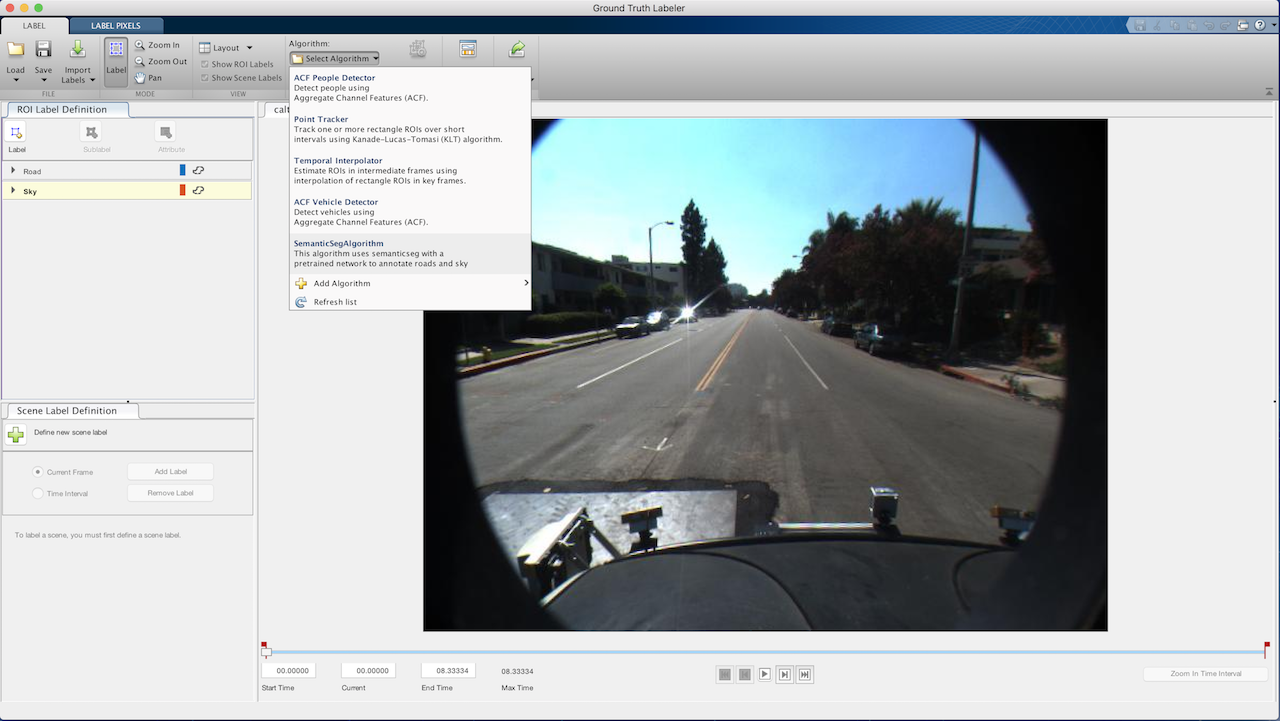 Ground Truth Labeler
LABEL
LABEL PIXELS
Load
Save
Import
Labels
Label
Zoom In
Zoom Out
Pan
Layout
Show ROI Labels
Show Scene Labels
FILE
MODE
VIEW
Algorithm:
Select Algorithm
ACF People Detector
Detect people using
Aggregate Channel Features (ACF).
Point Tracker
Track one or more rectangle ROIs over short
intervals using Kanade-Lucas-Tomasi (KLT) algorithm.
Temporal Interpolator
Estimate ROIs in intermediate frames using
interpolation of rectangle ROIs in key frames.
ACF Vehicle Detector
Detect vehicles using
Aggregate Channel Features (ACF).
SemanticSegAlgorithm
This algorithm uses semanticseg with a
pretrained network to annotate roads and sky
Add Algorithm
Refresh list
ROI Label Definition
Label
Sublabel
Attribute
Road
Sky
calt
Scene Label Definition
Define new scene label
Current Frame
Add Label
Time Interval
Remove Label
To label a scene, you must first define a scene label.
00.00000
00.00000
08.33334
08.33334
Start Time
Current
End Time
Max Time
Zoom In Time Interval